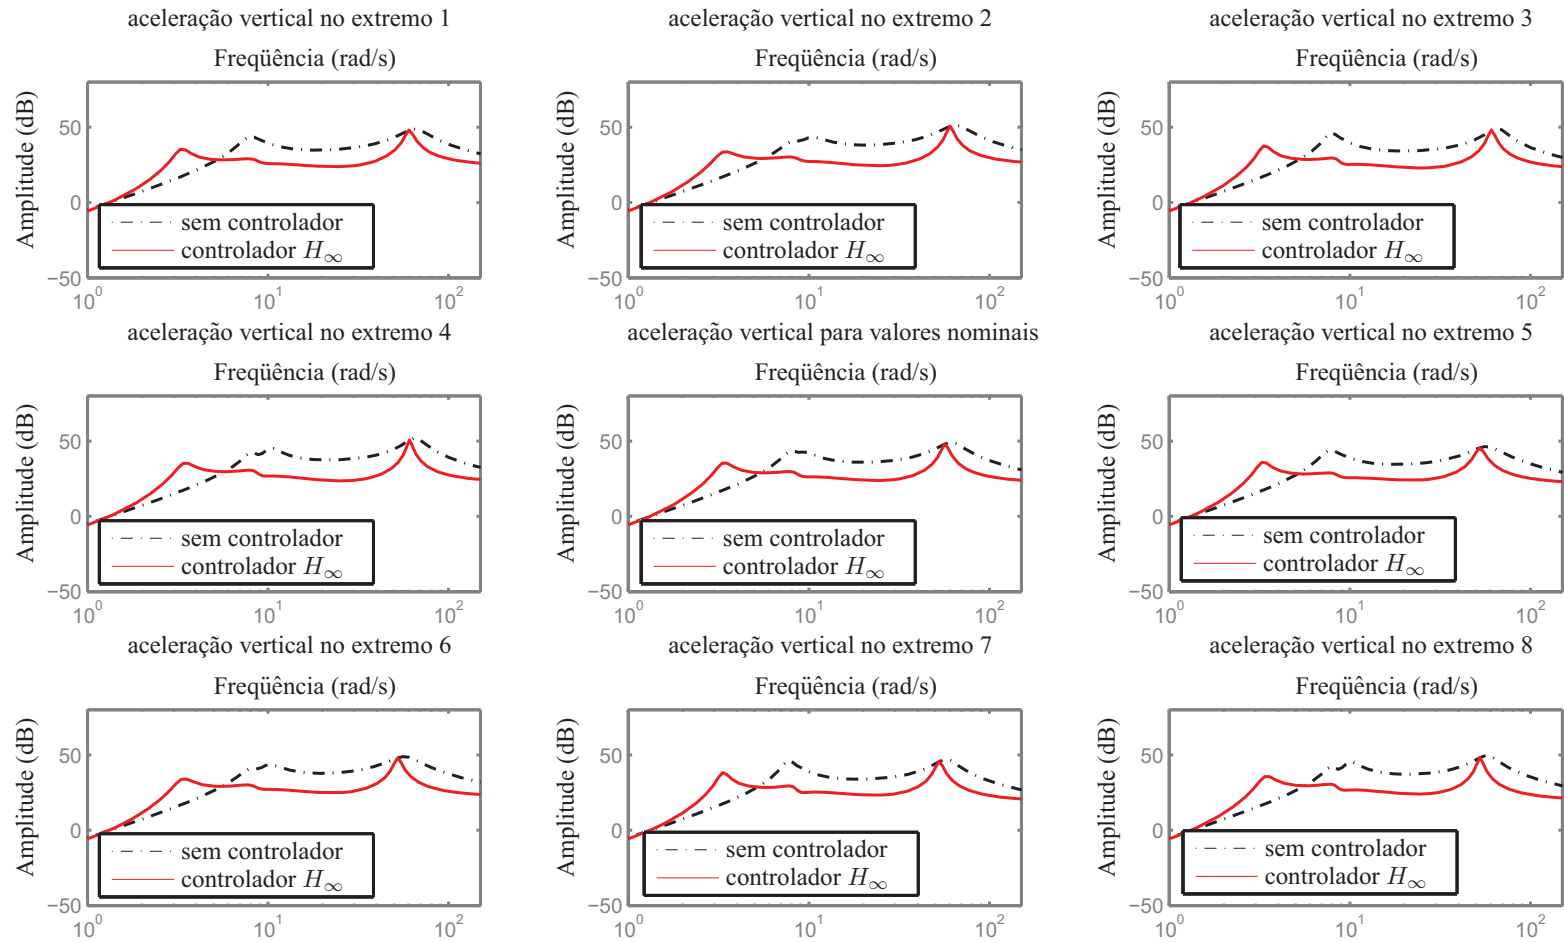 aceleração vertical no extremo 1
Freqüência (rad/s)
Amplitude (dB)
50
0
−50
sem controlador
controlador H∞
10^0
10^1
10^2
aceleração vertical no extremo 2
Freqüência (rad/s)
Amplitude (dB)
50
0
−50
sem controlador
controlador H∞
10^0
10^1
10^2
aceleração vertical no extremo 3
Freqüência (rad/s)
Amplitude (dB)
50
0
−50
sem controlador
controlador H∞
10^0
10^1
10^2
aceleração vertical no extremo 4
Freqüência (rad/s)
Amplitude (dB)
50
0
−50
sem controlador
controlador H∞
10^0
10^1
10^2
aceleração vertical para valores nominais
Freqüência (rad/s)
Amplitude (dB)
50
0
−50
sem controlador
controlador H∞
10^0
10^1
10^2
aceleração vertical no extremo 5
Freqüência (rad/s)
Amplitude (dB)
50
0
−50
sem controlador
controlador H∞
10^0
10^1
10^2
aceleração vertical no extremo 6
Freqüência (rad/s)
Amplitude (dB)
50
0
−50
sem controlador
controlador H∞
10^0
10^1
10^2
aceleração vertical no extremo 7
Freqüência (rad/s)
Amplitude (dB)
50
0
−50
sem controlador
controlador H∞
10^0
10^1
10^2
aceleração vertical no extremo 8
Freqüência (rad/s)
Amplitude (dB)
50
0
−50
sem controlador
controlador H∞
10^0
10^1
10^2